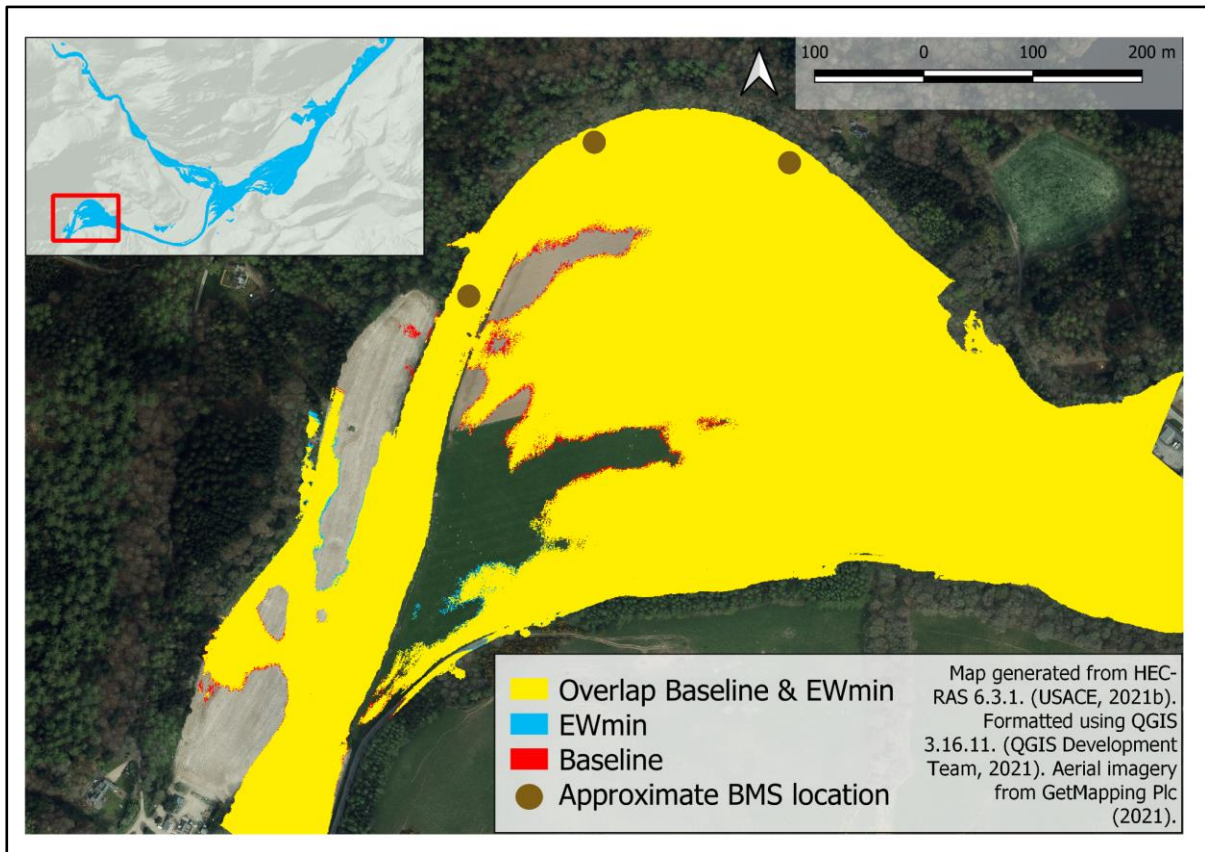 100 0 100 200 m
Overlap Baseline & EWmin
EWmin
Baseline
Approximate BMS location
Map generated from HEC-
RAS 6.3.1. (USACE, 2021b).
Formatted using QGIS
3.16.11. (QGIS Development
Team, 2021). Aerial imagery
from GetMapping Plc
(2021).